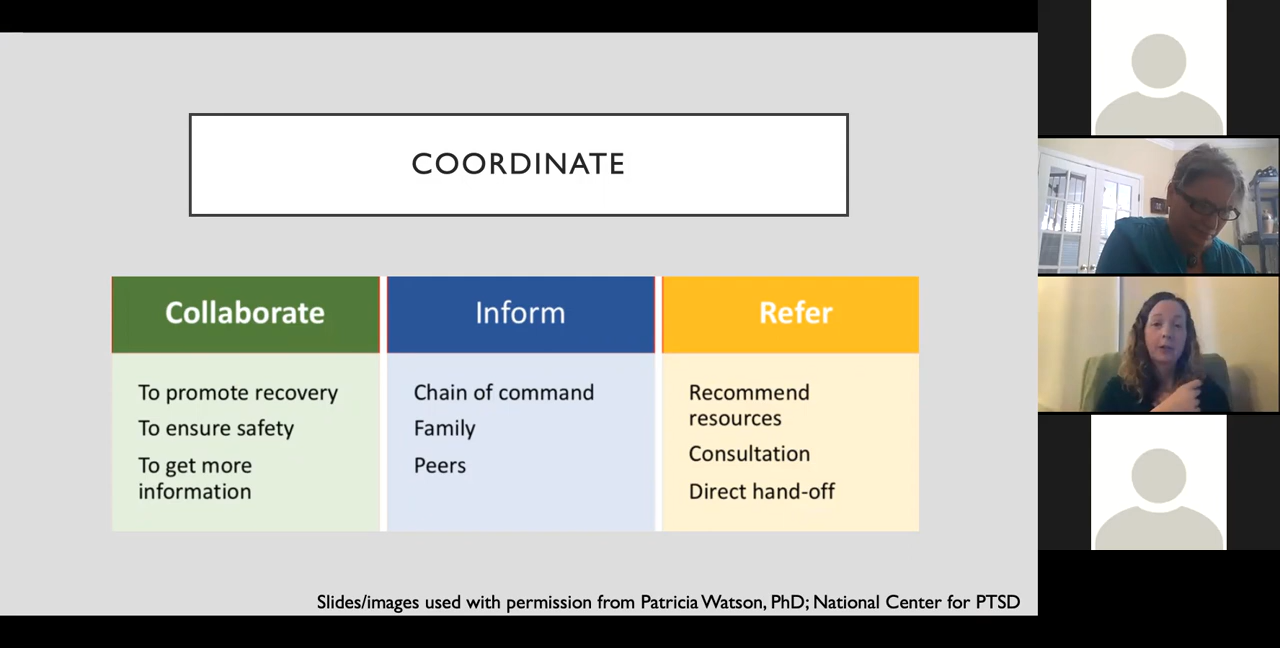 COORDINATE
Collaborate
To promote recovery
To ensure safety
To get more
information
Inform
Chain of command
Family
Peers
Refer
Recommend
resources
Consultation
Direct hand-off
Slides/images used with permission from Patricia Watson, PhD; National Center for PTSD